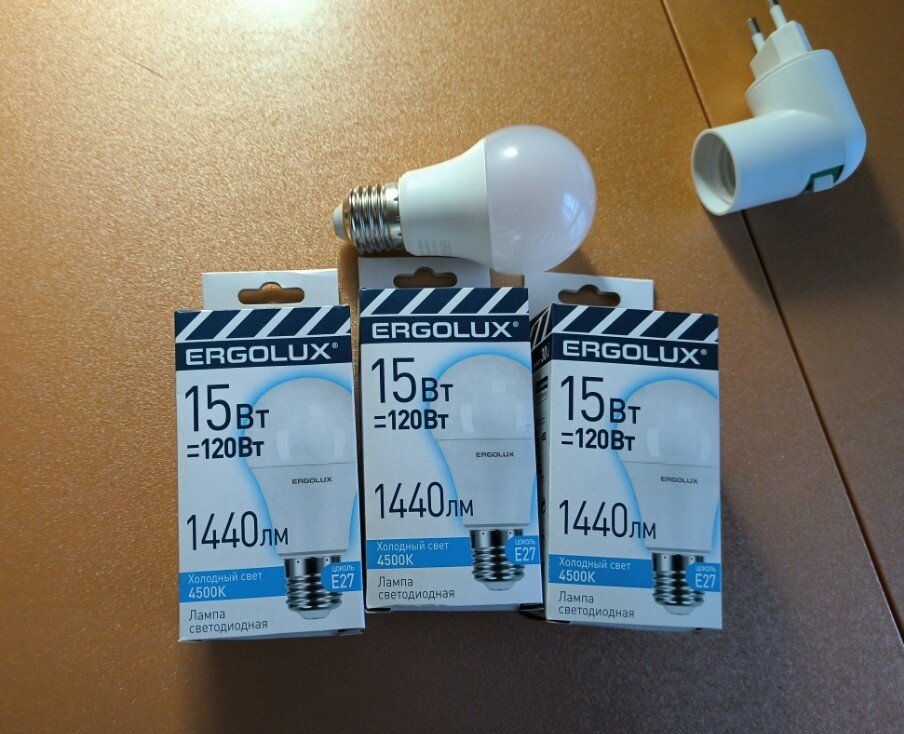 ERGOLUX®
15Вт
=120Вт
ERGOLUX
1440лм
Холодный свет
4500K
цоколь
E27
Лампа
светодиодная
ERGOLUX®
15Вт
=120Вт
ERGOLUX
1440лм
Холодный свет
4500K
цоколь
E27
Лампа
светодиодная
ERGOLUX®
15Вт
=120Вт
ERGOLUX
1440лм
Холодный свет
4500K
цоколь
E27
Лампа
светодиодная